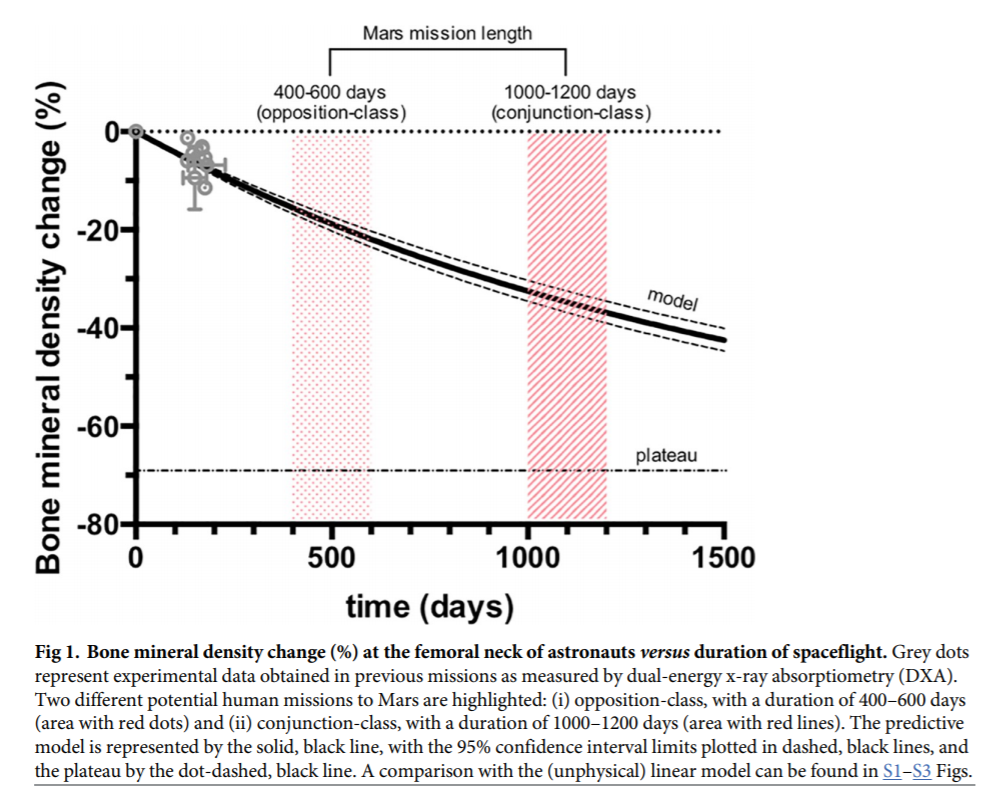 Mars mission length
400-600 days
(opposition-class)
1000-1200 days
(conjunction-class)
Bone mineral density change (%)
0
-20
-40
-60
-80
model
plateau
0
500
1000
1500
time (days)
Fig 1. Bone mineral density change (%) at the femoral neck of astronauts versus duration of spaceflight. Grey dots
represent experimental data obtained in previous missions as measured by dual-energy x-ray absorptiometry (DXA).
Two different potential human missions to Mars are highlighted: (i) opposition-class, with a duration of 400–600 days
(area with red dots) and (ii) conjunction-class, with a duration of 1000–1200 days (area with red lines). The predictive
model is represented by the solid, black line, with the 95% confidence interval limits plotted in dashed, black lines, and
the plateau by the dot-dashed, black line. A comparison with the (unphysical) linear model can be found in S1–S3 Figs.